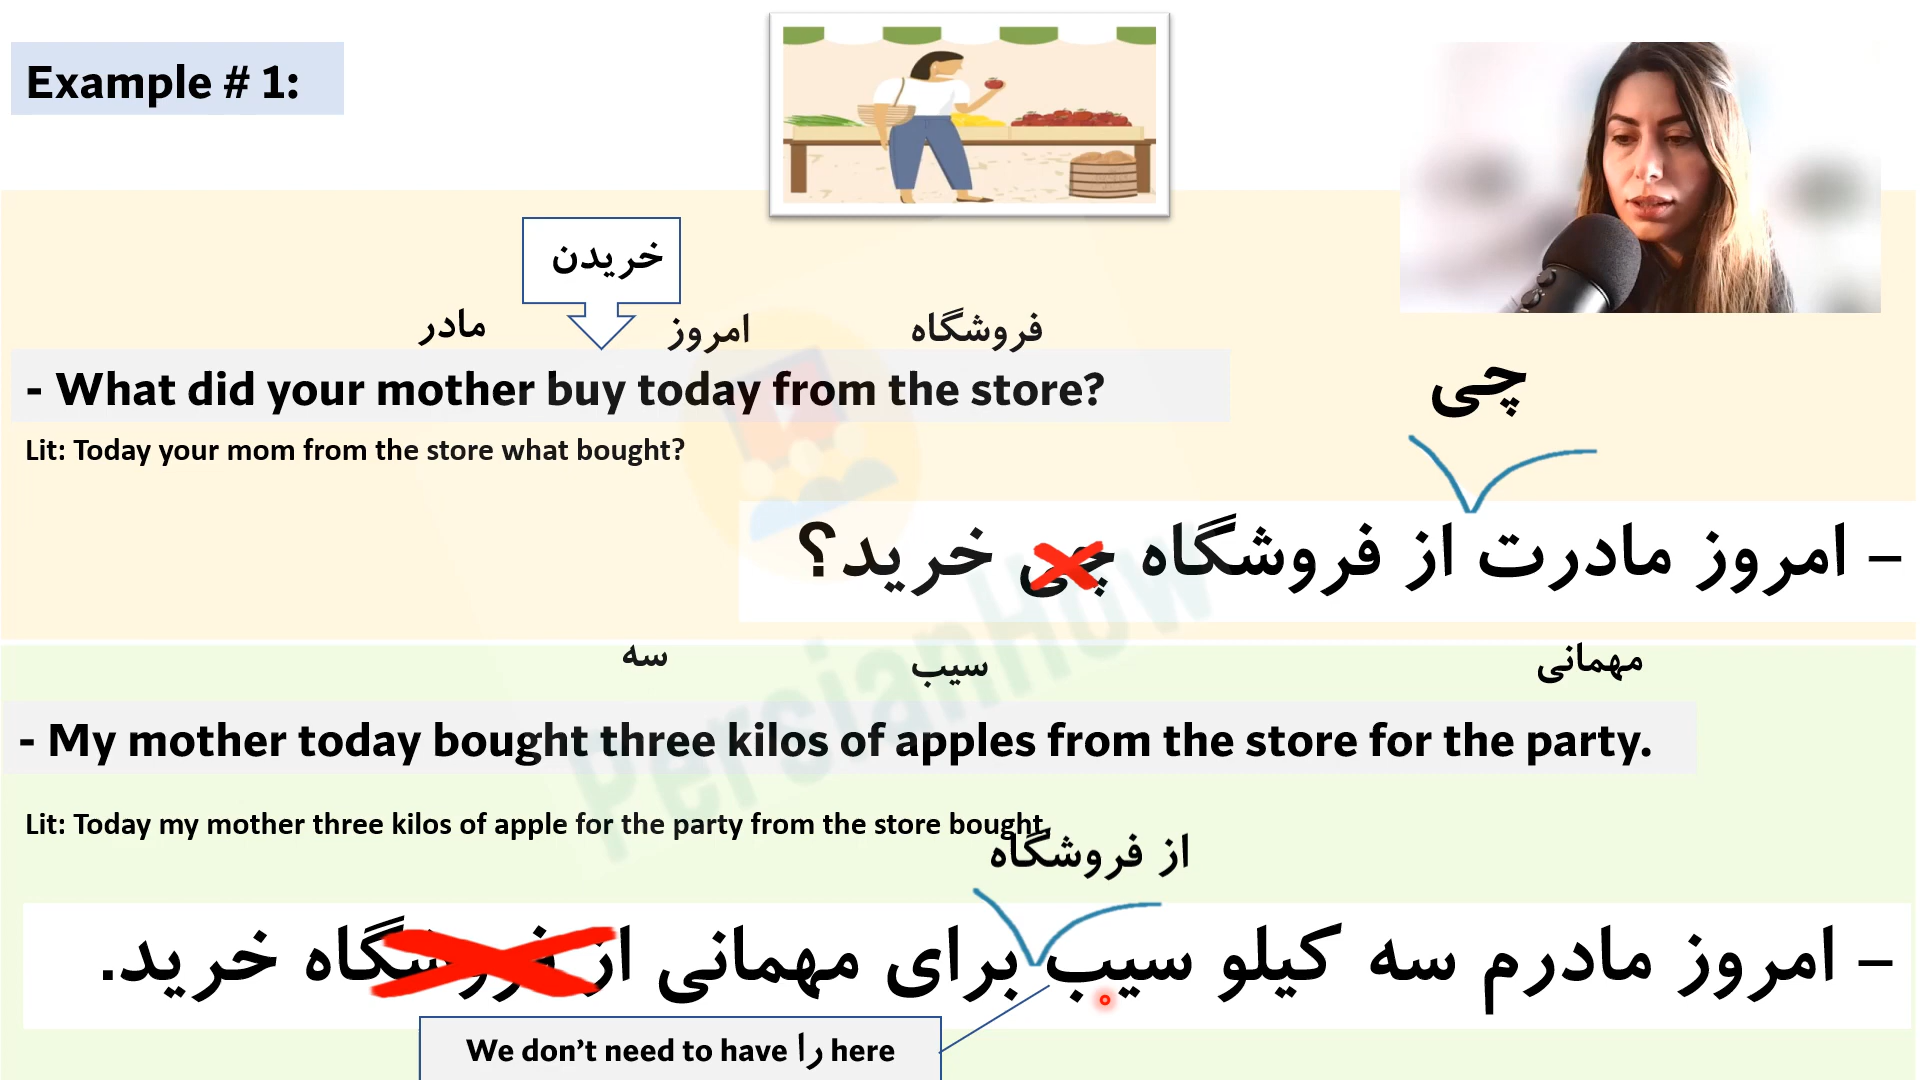 Example # 1:
خریدن
مادر
امروز
فروشگاه
- What did your mother buy today from the store?
Lit: Today your mom from the store what bought?
چی
– امروز مادرت از فروشگاه چی خرید؟
سه
سیب
مهمانی
- My mother today bought three kilos of apples from the store for the party.
Lit: Today my mother three kilos of apple for the party from the store bought.
از فروشگاه
– امروز مادرم سه کیلو سیب برای مهمانی از فروشگاه خرید.
We don’t need to have را here
PersianHow